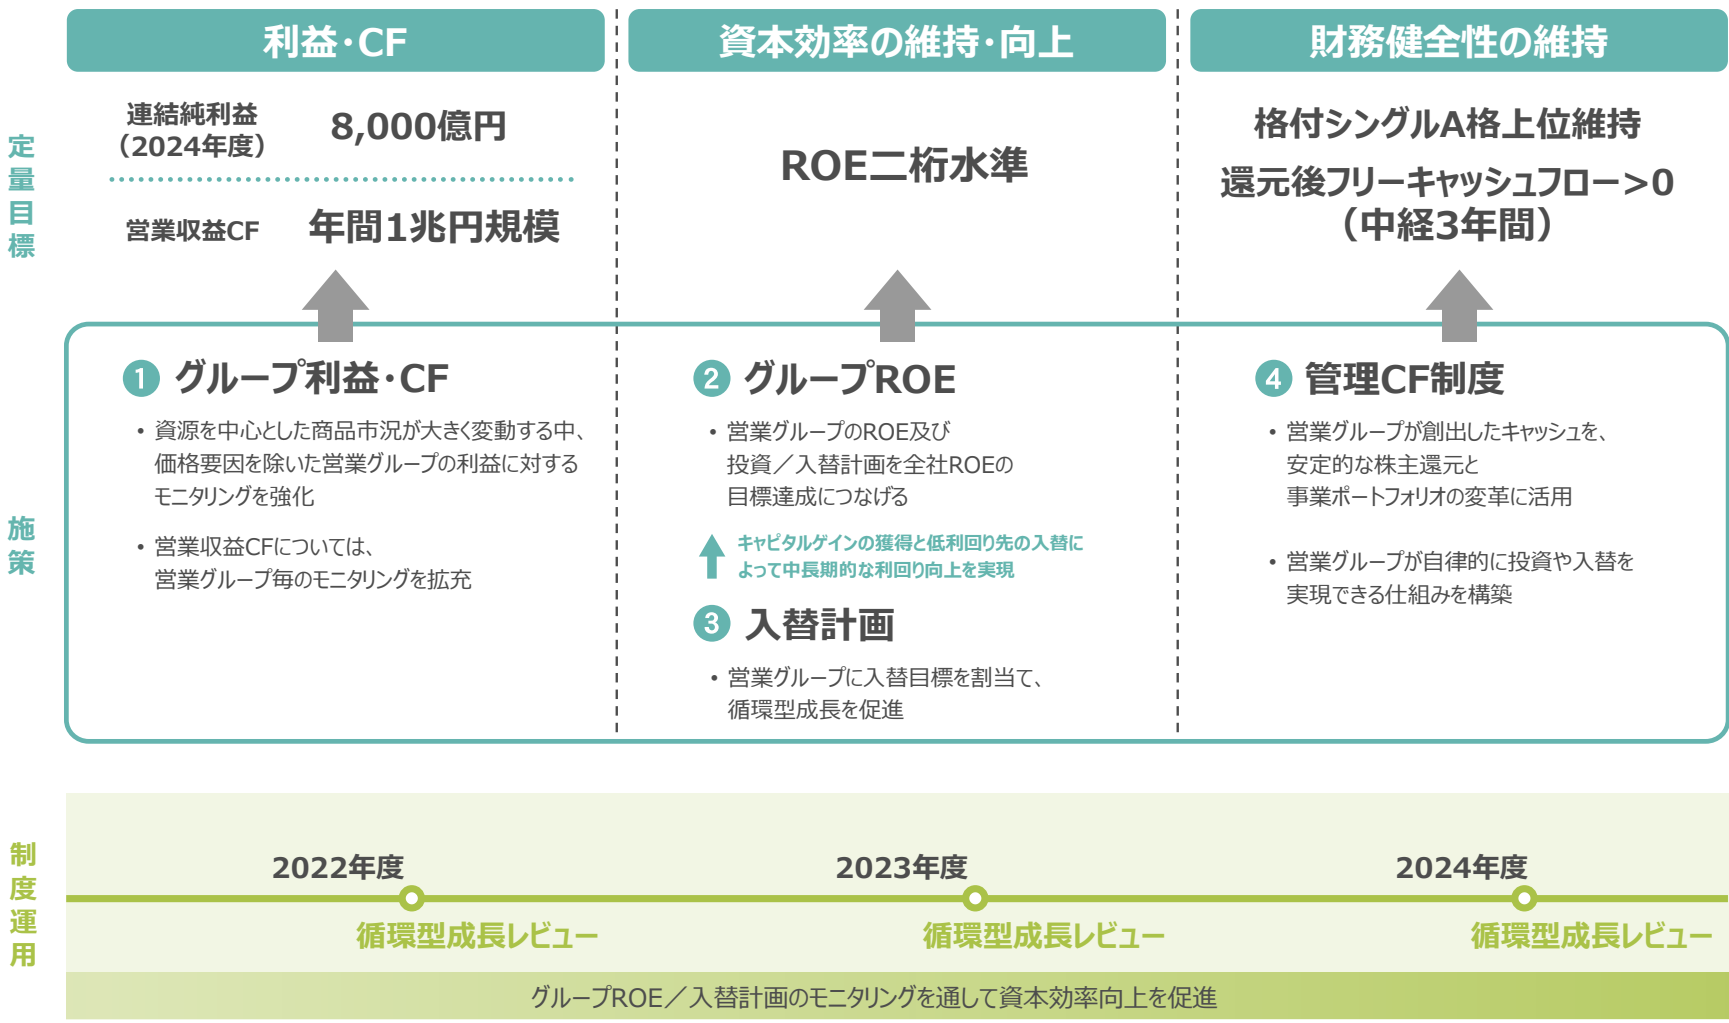 利益・CF
資本効率の維持・向上
財務健全性の維持
定量目標
連結純利益
（2024年度）
8,000億円
営業収益CF
年間1兆円規模
ROE二桁水準
格付シングルA格上位維持
還元後フリーキャッシュフロー>0
（中経3年間）
施策
1 グループ利益・CF
• 資源を中心とした商品市況が大きく変動する中、
価格要因を除いた営業グループの利益に対する
モニタリングを強化
• 営業収益CFについては、
営業グループ毎のモニタリングを拡充
2 グループROE
• 営業グループのROE及び
投資／入替計画を全社ROEの
目標達成につなげる
キャピタルゲインの獲得と低利回り先の入替に
よって中長期的な利回り向上を実現
3 入替計画
• 営業グループに入替目標を割当て、
循環型成長を促進
4 管理CF制度
• 営業グループが創出したキャッシュを、
安定的な株主還元と
事業ポートフォリオの変革に活用
• 営業グループが自律的に投資や入替を
実現できる仕組みを構築
制度運用
2022年度
2023年度
2024年度
循環型成長レビュー
循環型成長レビュー
循環型成長レビュー
グループROE／入替計画のモニタリングを通して資本効率向上を促進